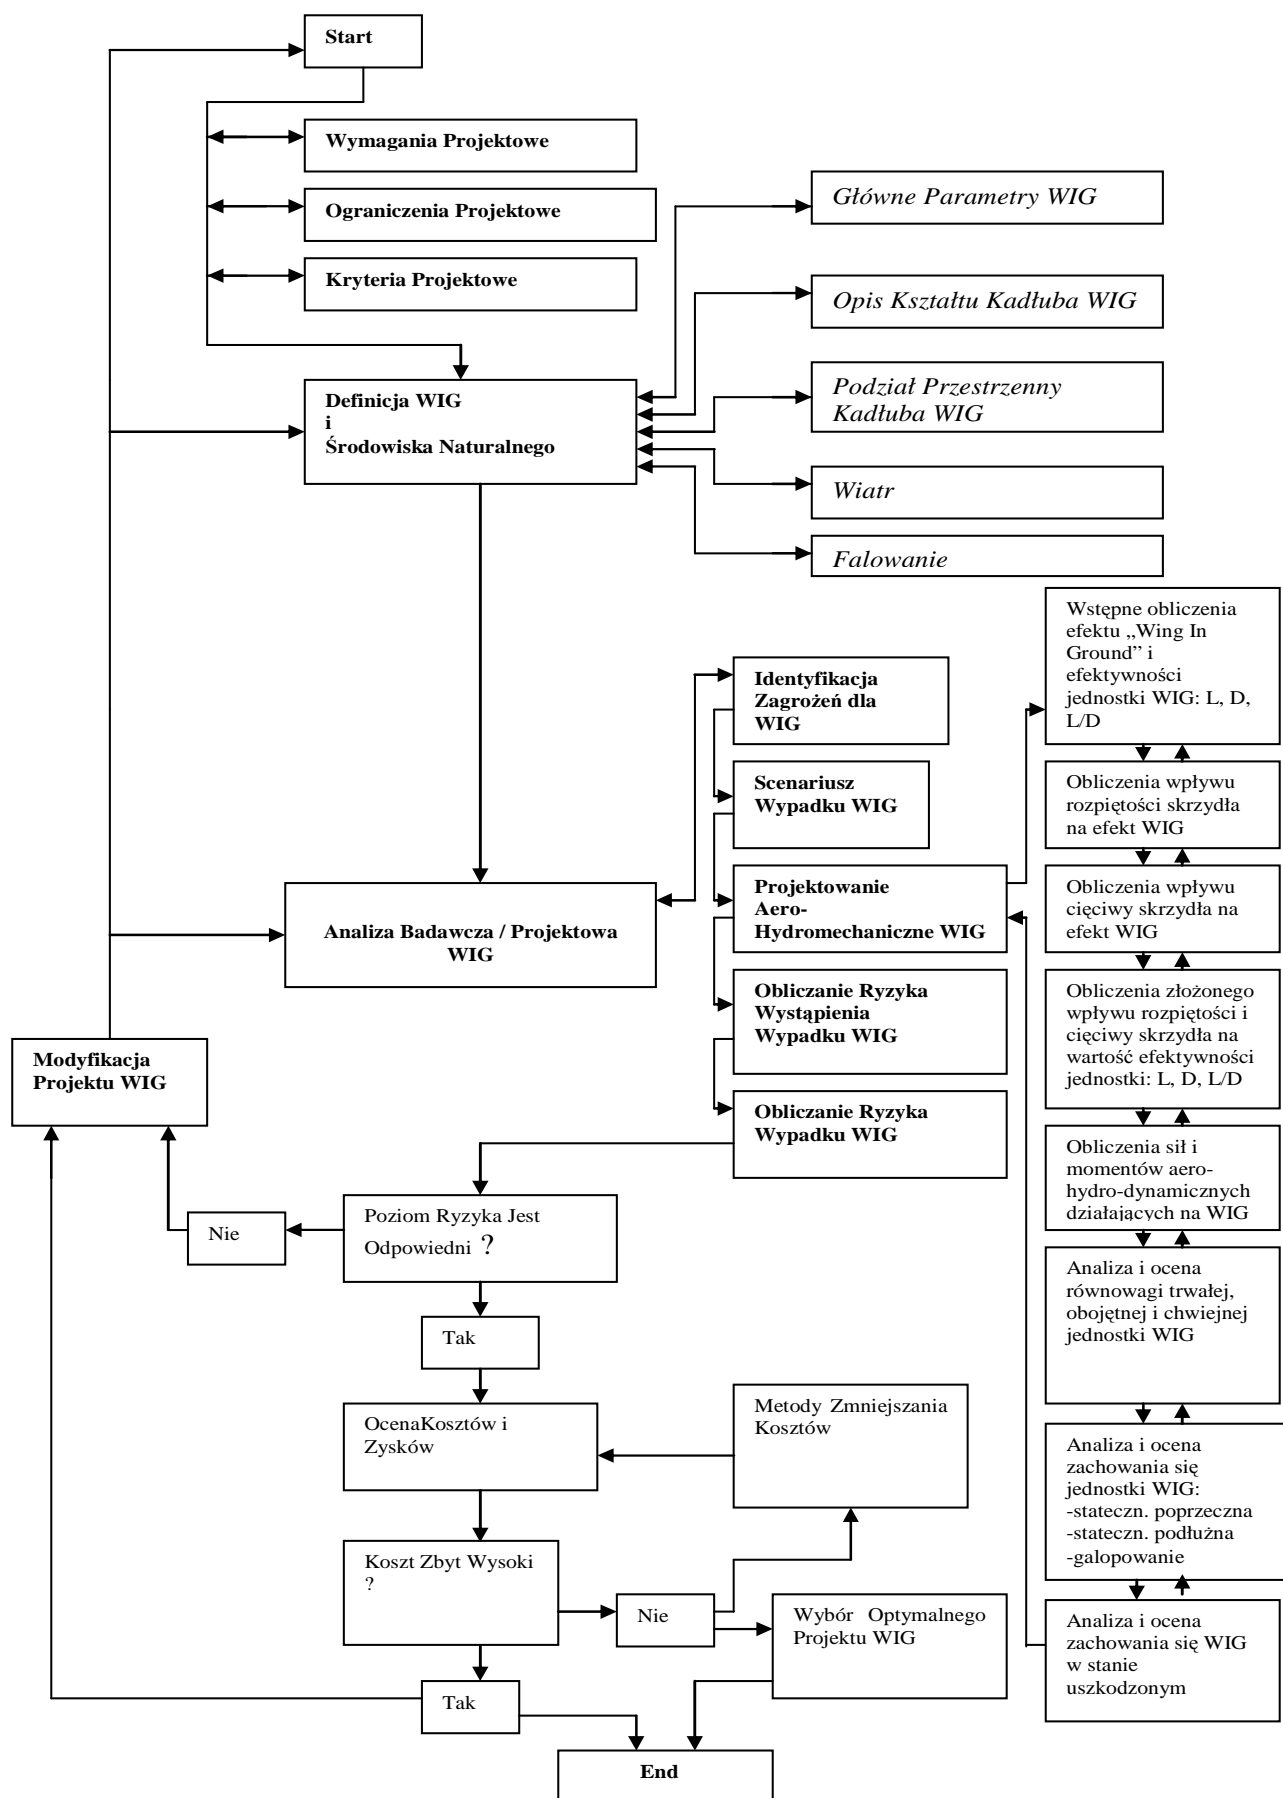 Start
Wymagania Projektowe
Ograniczenia Projektowe
Kryteria Projektowe
Główne Parametry WIG
Opis Kształtu Kadłuba WIG
Podział Przestrzenny
Kadłuba WIG
Wiatr
Falowanie
Definicja WIG
i
Środowiska Naturalnego
Identyfikacja
Zagrożeń dla
WIG
Scenariusz
Wypadku WIG
Projektowanie
Aero-
Hydromechaniczne WIG
Obliczanie Ryzyka
Wystąpienia
Wypadku WIG
Obliczanie Ryzyka
Wypadku WIG
Wstępne obliczenia
efektu „Wing In
Ground” i
efektywności
jednostki WIG: L, D,
L/D
Obliczenia wpływu
rozpiętości skrzydła
na efekt WIG
Obliczenia wpływu
cięciwy skrzydła na
efekt WIG
Obliczenia złożonego
wpływu rozpiętości i
cięciwy skrzydła na
wartość efektywności
jednostki: L, D, L/D
Obliczenia sił i
momentów aero-
hydro-dynamicznych
działających na WIG
Analiza i ocena
równowagi trwałej,
obojętnej i chwiejnej
jednostki WIG
Analiza i ocena
zachowania się
jednostki WIG:
-stateczn. poprzeczna
-stateczn. podłużna
-galopowanie
Analiza i ocena
zachowania się WIG
w stanie
uszkodzonym
Analiza Badawcza / Projektowa
WIG
Modyfikacja
Projektu WIG
Nie
Poziom Ryzyka Jest
Odpowiedni ?
Tak
OcenaKosztów i
Zysków
Metody Zmniejszania
Kosztów
Koszt Zbyt Wysoki
?
Nie
Wybór Optymalnego
Projektu WIG
Tak
End